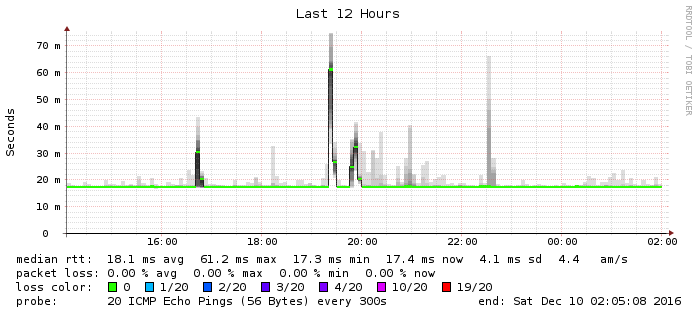 Last 12 Hours
RRDTOOL / TOBI OETIKER
Seconds
70 m
60 m
50 m
40 m
30 m
20 m
10 m
0
16:00 18:00 20:00 22:00 00:00 02:00
median rtt: 18.1 ms avg 61.2 ms max 17.3 ms min 17.4 ms now 4.1 ms sd 4.4 am/s
packet loss: 0.00 % avg 0.00 % max 0.00 % min 0.00 % now
loss color: 0 1/20 2/20 3/20 4/20 10/20 19/20
probe: 20 ICMP Echo Pings (56 Bytes) every 300s end: Sat Dec 10 02:05:08 2016